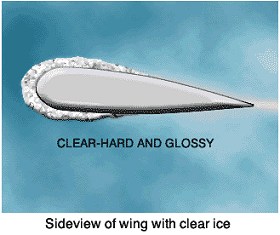 CLEAR-HARD AND GLOSSY
Sideview of wing with clear ice